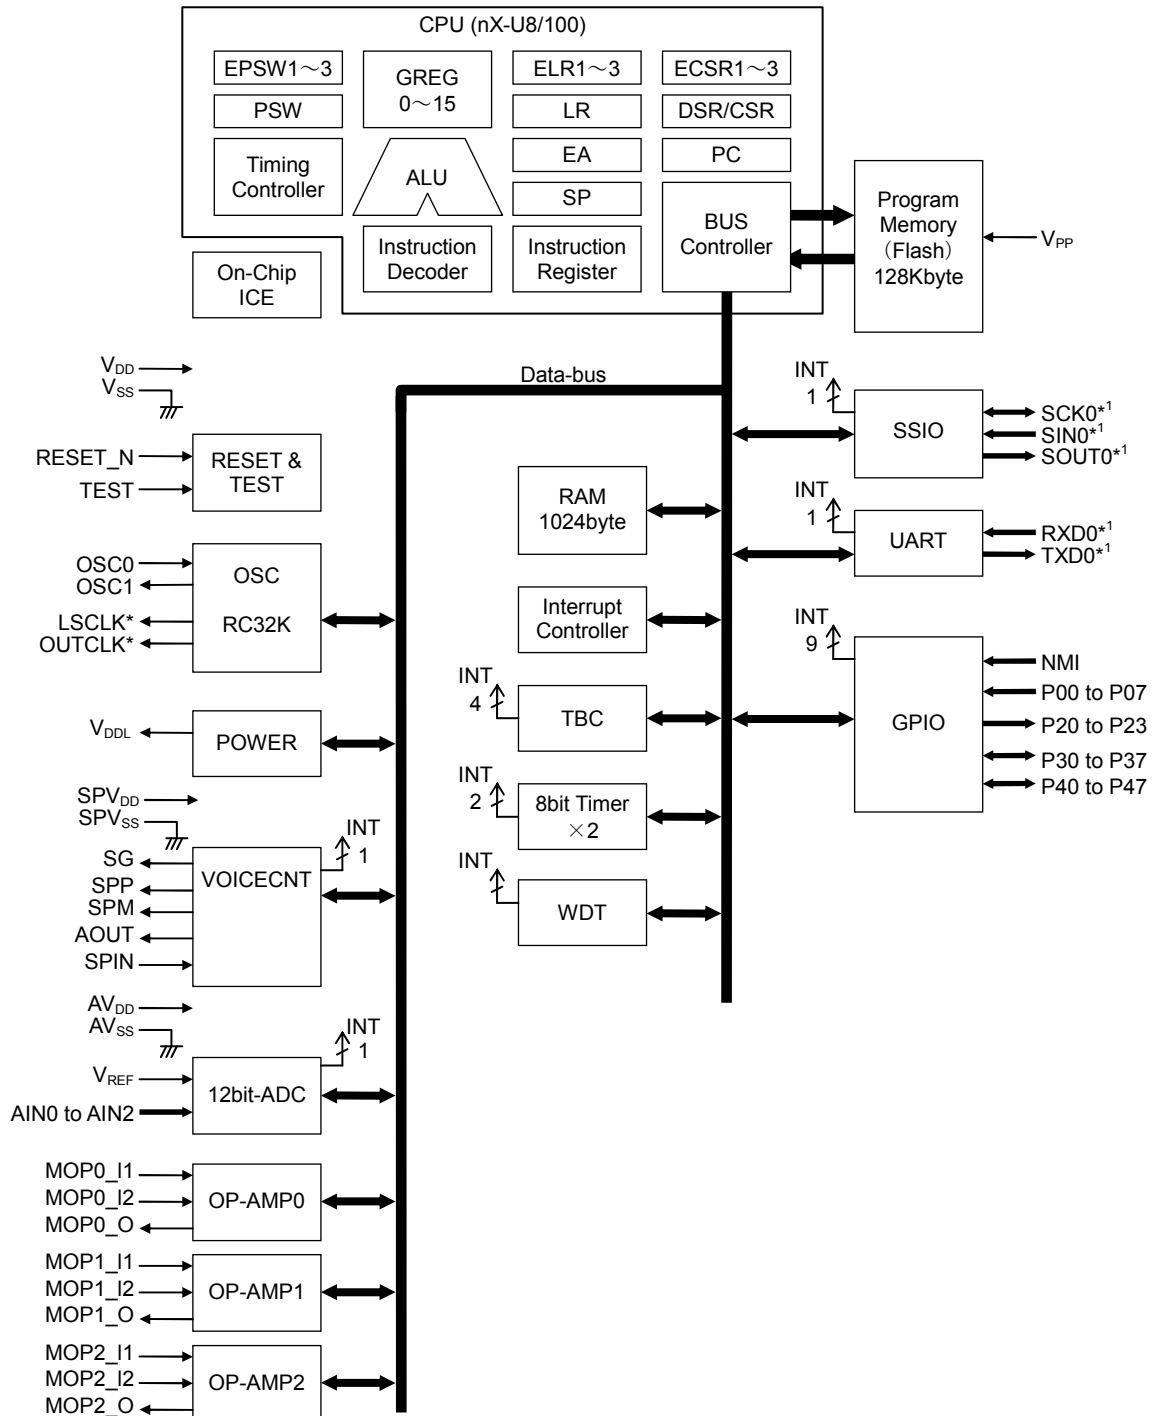 CPU (nX-U8/100)
EPSW1～3
GREG
0～15
ELR1～3
ECSR1～3
PSW
LR
DSR/CSR
Timing
Controller
ALU
EA
PC
SP
BUS
Controller
Program
Memory
（Flash）
128Kbyte
VPP
Instruction
Decoder
Instruction
Register
On-Chip
ICE
VDD
VSS
Data-bus
INT
1
SSIO
SCK0*1
SIN0*1
SOUT0*1
RESET_N
TEST
RESET &
TEST
RAM
1024byte
INT
1
UART
RXD0*1
TXD0*1
OSC0
OSC1
LSCLK*
OUTCLK*
OSC
RC32K
Interrupt
Controller
INT
9
GPIO
NMI
P00 to P07
P20 to P23
P30 to P37
P40 to P47
INT
4
TBC
VDDL
POWER
INT
2
8bit Timer
×2
SPVDD
SPVSS
SG
SPP
SPM
AOUT
SPIN
VOICECNT
INT
1
INT
WDT
AVDD
AVSS
VREF
AIN0 to AIN2
12bit-ADC
INT
1
MOP0_I1
MOP0_I2
MOP0_O
OP-AMP0
MOP1_I1
MOP1_I2
MOP1_O
OP-AMP1
MOP2_I1
MOP2_I2
MOP2_O
OP-AMP2